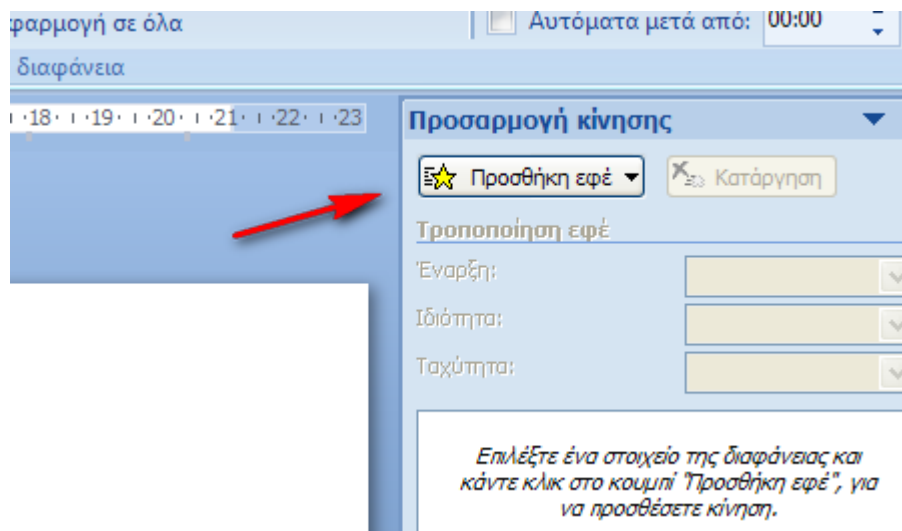 φαρμογή σε όλα
Αυτόματα μετά από: 00:00
διαφάνεια
18 19 20 21 22 23
Προσαρμογή κίνησης
Προσθήκη εφέ
Κατάργηση
Τροποποίηση εφέ
Έναρξη:
Ιδιότητα:
Ταχύτητα:
Επιλέξτε ένα στοιχείο της διαφάνειας και
κάντε κλικ στο κουμπί "Προσθήκη εφέ", για
να προσθέσετε κίνηση.